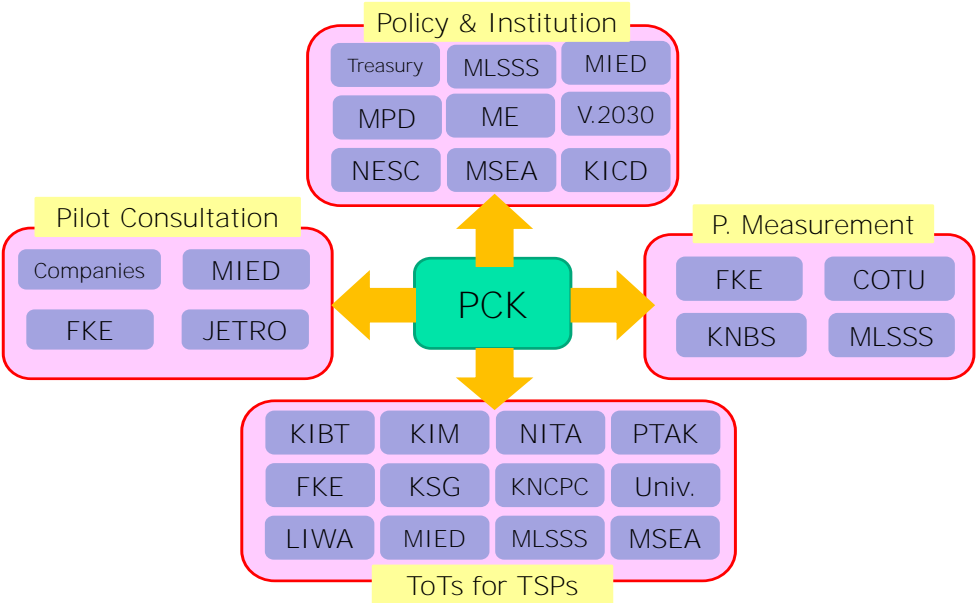 Policy & Institution
Treasury MLSSS MIED
MPD ME V.2030
NESC MSEA KICD
Pilot Consultation
Companies MIED
FKE JETRO
PCK
P. Measurement
FKE COTU
KNBS MLSSS
KIBT KIM NITA PTAK
FKE KSG KNCPC Univ.
LIWA MIED MLSSS MSEA
ToTs for TSPs